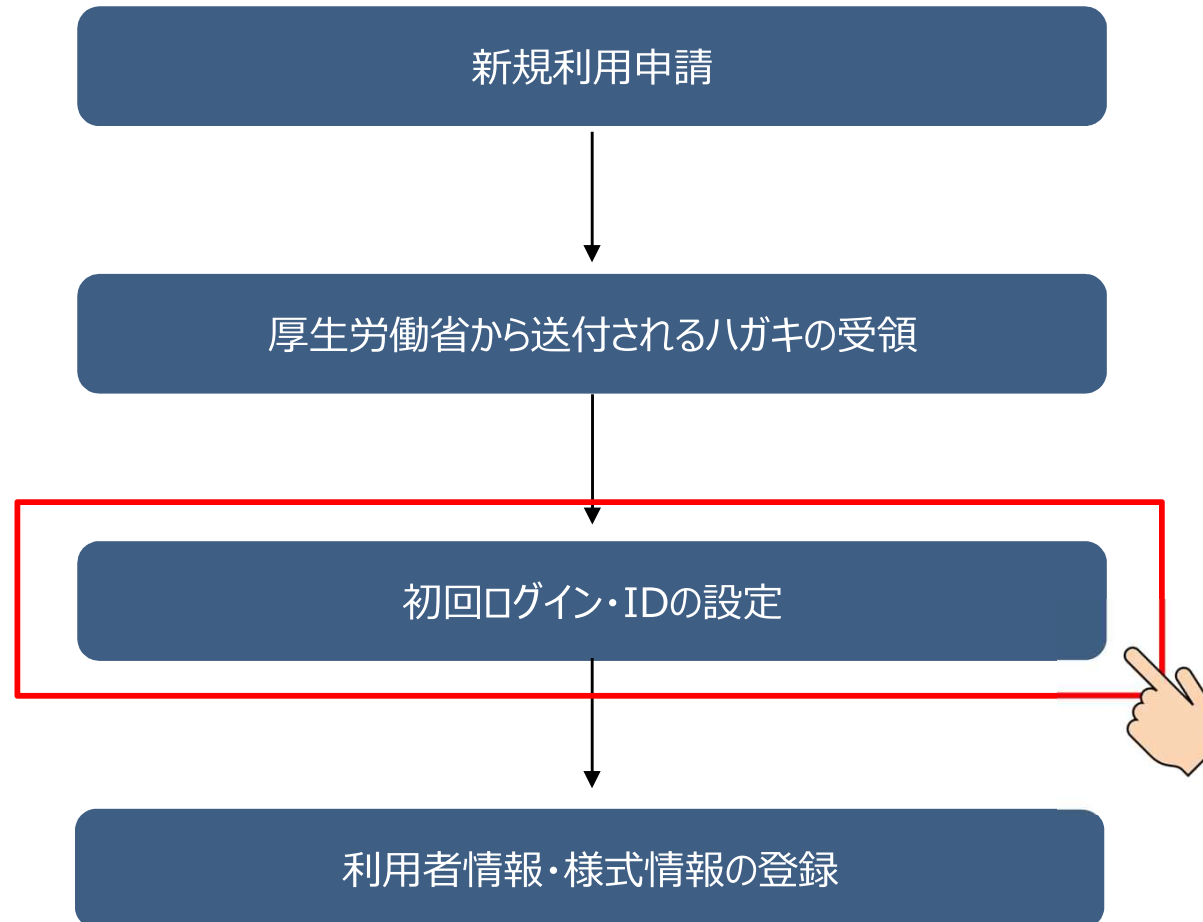 新規利用申請
厚生労働省から送付されるハガキの受領
初回ログイン・IDの設定
利用者情報・様式情報の登録